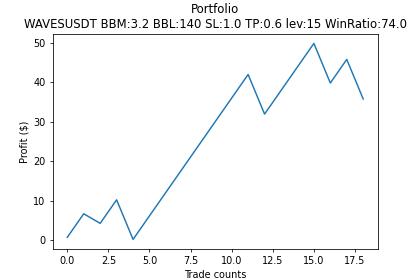 Portfolio
WAVESUSDT BBM:3.2 BBL:140 SL:1.0 TP:0.6 lev:15 WinRatio:74.0
50
40
30
20
10
0
Profit ($)
0.0 2.5 5.0 7.5 10.0 12.5 15.0 17.5
Trade counts